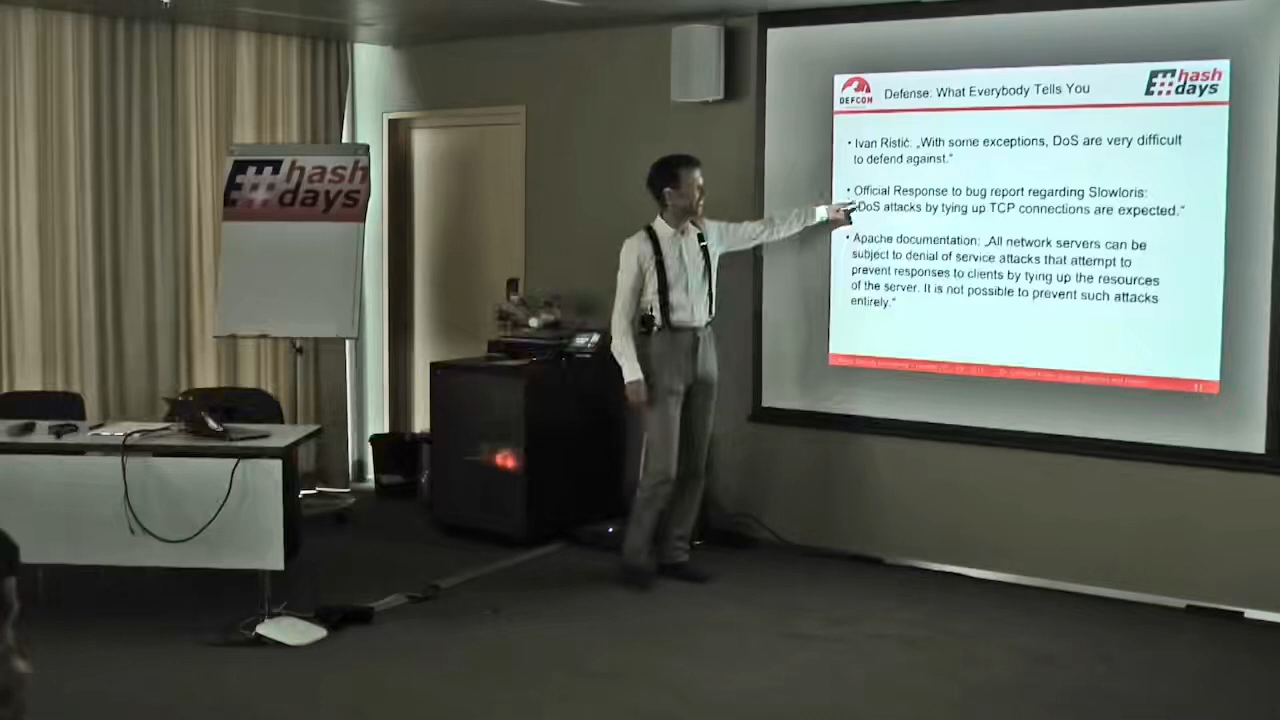 hash
days
DEFCON
Defense: What Everybody Tells You
hash
days
• Ivan Ristić: „With some exceptions, DoS are very difficult
to defend against.“
• Official Response to bug report regarding Slowloris:
DoS attacks by tying up TCP connections are expected.“
• Apache documentation: „All network servers can be
subject to denial of service attacks that attempt to
prevent responses to clients by tying up the resources
of the server. It is not possible to prevent such attacks
entirely.“
11